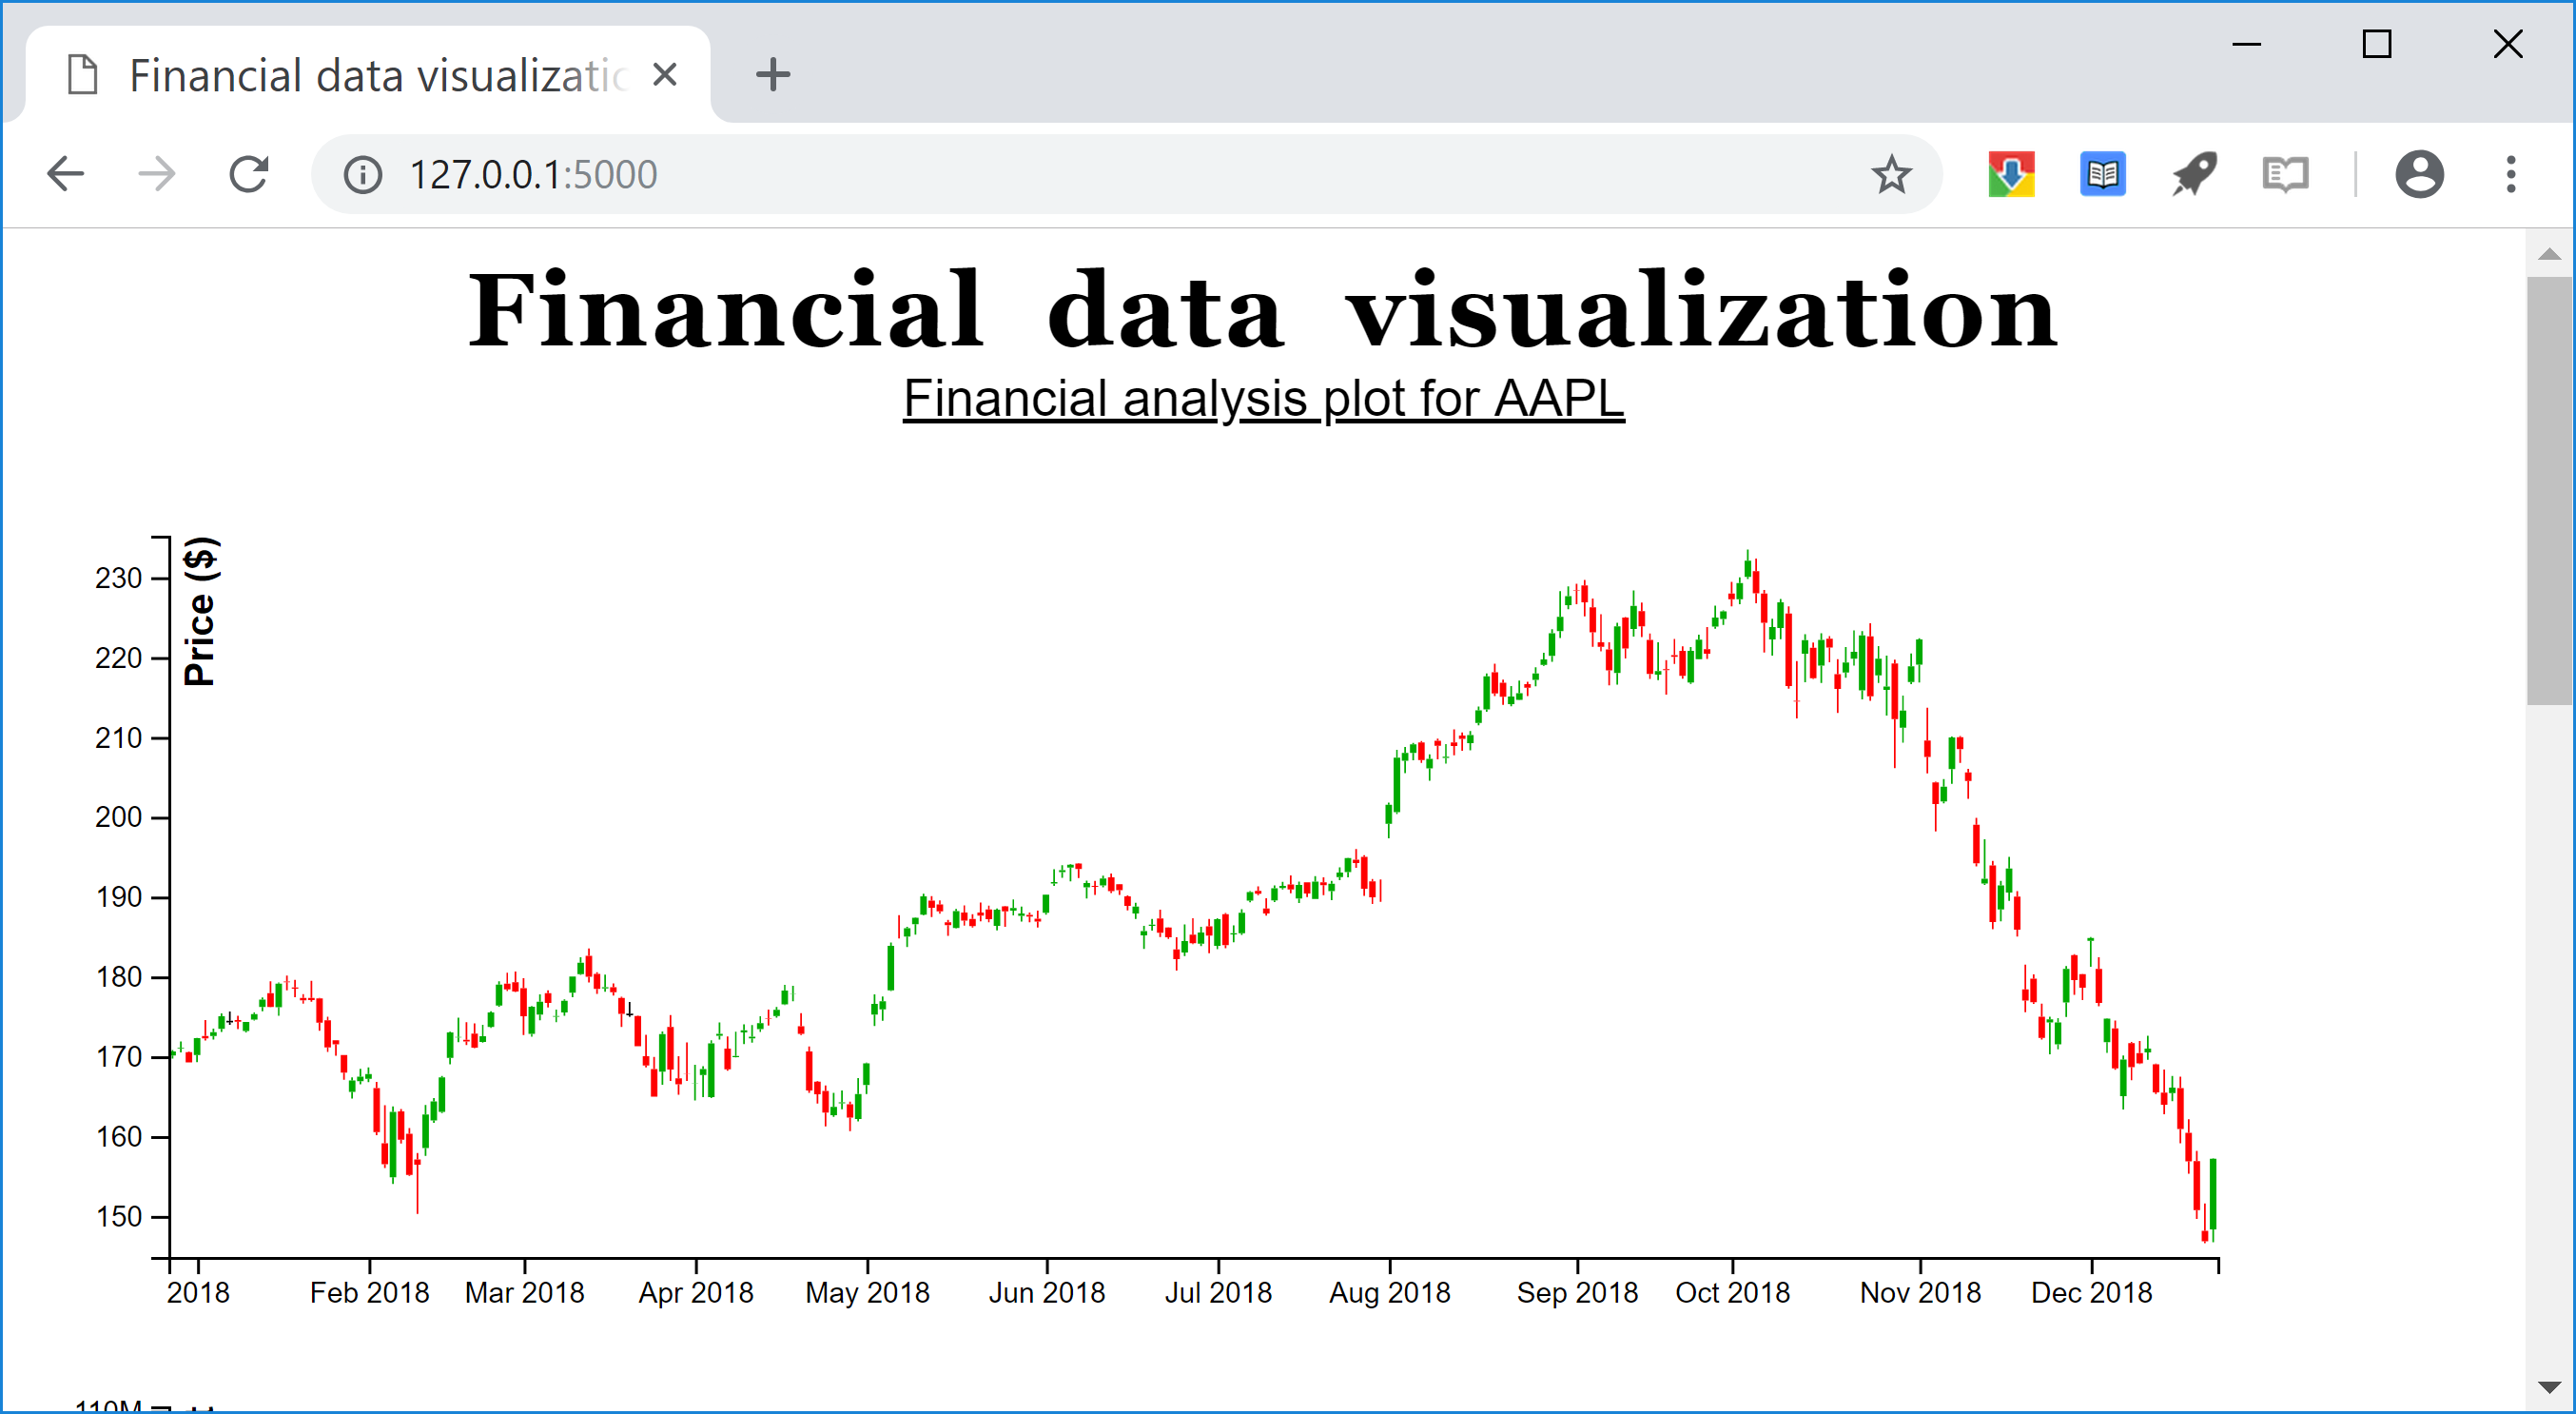 Financial data visualizatic
127.0.0.1:5000
Financial data visualization
Financial analysis plot for AAPL
Price ($)
230
220
210
200
190
180
170
160
150
2018 Feb 2018 Mar 2018 Apr 2018 May 2018 Jun 2018 Jul 2018 Aug 2018 Sep 2018 Oct 2018 Nov 2018 Dec 2018
110M